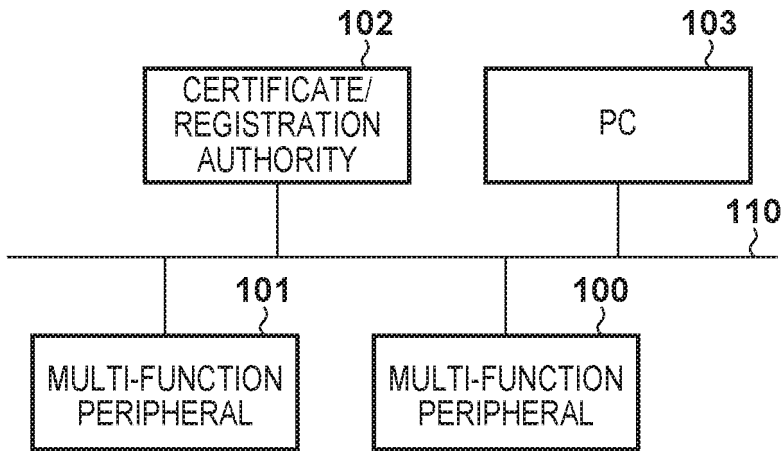 102
CERTIFICATE/
REGISTRATION
AUTHORITY
103
PC
110
101
MULTI-FUNCTION
PERIPHERAL
100
MULTI-FUNCTION
PERIPHERAL